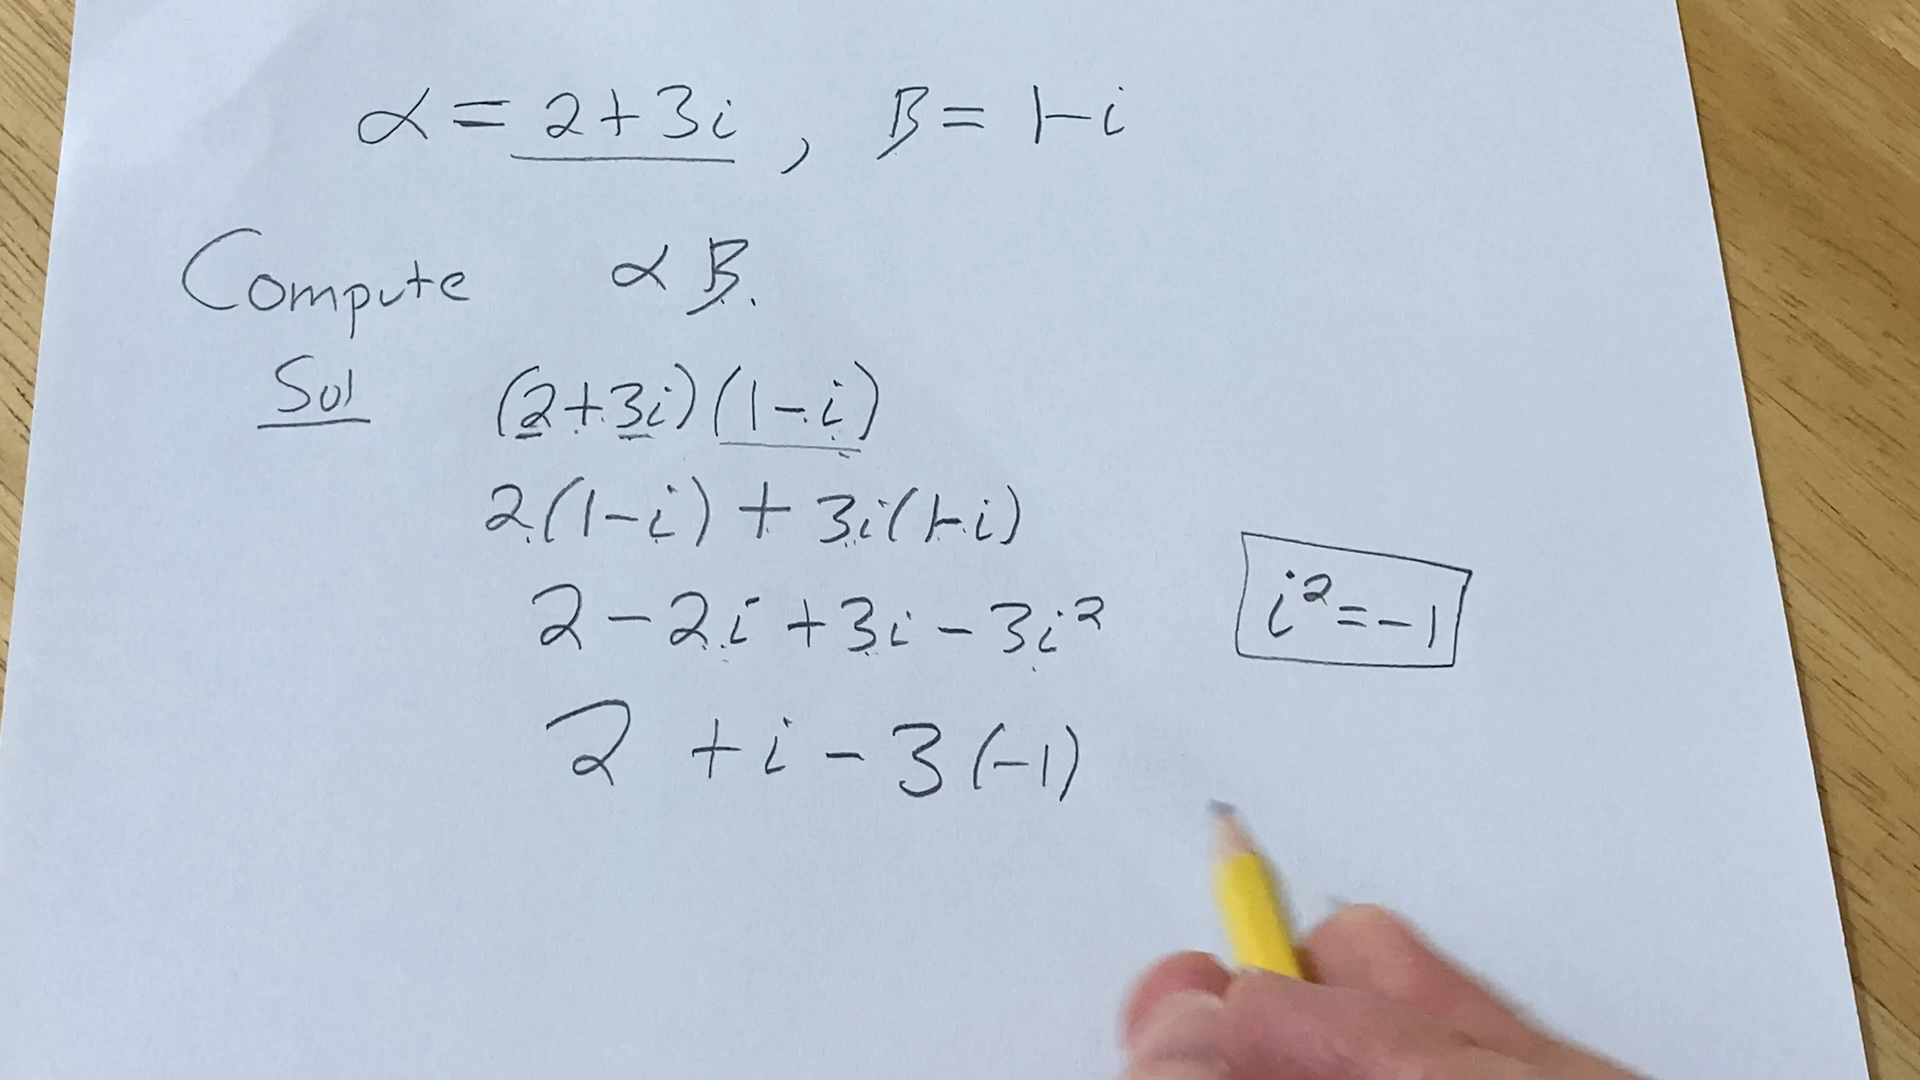 α = 2+3i , β = 1-i
Compute αβ.
Sol (2+3i)(1-i)
2(1-i) + 3i(1-i)
2 - 2i + 3i - 3i²
i² = -1
2 + i - 3(-1)